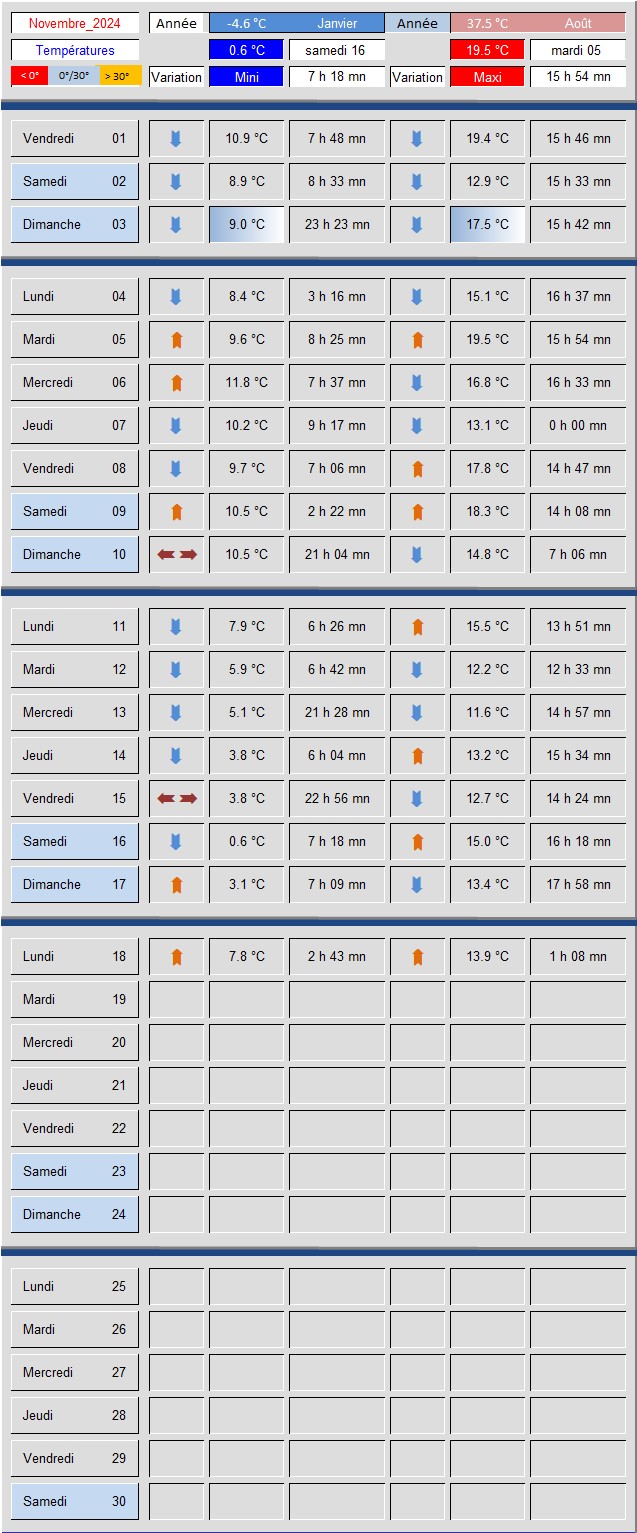 Novembre_2024 Année -4.6 °C Janvier Année 37.5 °C Août
Températures 0.6 °C samedi 16 19.5 °C mardi 05
< 0° 0°/30° > 30° Variation Mini 7 h 18 mn Variation Maxi 15 h 54 mn
Vendredi 01 10.9 °C 7 h 48 mn 19.4 °C 15 h 46 mn
Samedi 02 8.9 °C 8 h 33 mn 12.9 °C 15 h 33 mn
Dimanche 03 9.0 °C 23 h 23 mn 17.5 °C 15 h 42 mn
Lundi 04 8.4 °C 3 h 16 mn 15.1 °C 16 h 37 mn
Mardi 05 9.6 °C 8 h 25 mn 19.5 °C 15 h 54 mn
Mercredi 06 11.8 °C 7 h 37 mn 16.8 °C 16 h 33 mn
Jeudi 07 10.2 °C 9 h 17 mn 13.1 °C 0 h 00 mn
Vendredi 08 9.7 °C 7 h 06 mn 17.8 °C 14 h 47 mn
Samedi 09 10.5 °C 2 h 22 mn 18.3 °C 14 h 08 mn
Dimanche 10 10.5 °C 21 h 04 mn 14.8 °C 7 h 06 mn
Lundi 11 7.9 °C 6 h 26 mn 15.5 °C 13 h 51 mn
Mardi 12 5.9 °C 6 h 42 mn 12.2 °C 12 h 33 mn
Mercredi 13 5.1 °C 21 h 28 mn 11.6 °C 14 h 57 mn
Jeudi 14 3.8 °C 6 h 04 mn 13.2 °C 15 h 34 mn
Vendredi 15 3.8 °C 22 h 56 mn 12.7 °C 14 h 24 mn
Samedi 16 0.6 °C 7 h 18 mn 15.0 °C 16 h 18 mn
Dimanche 17 3.1 °C 7 h 09 mn 13.4 °C 17 h 58 mn
Lundi 18 7.8 °C 2 h 43 mn 13.9 °C 1 h 08 mn
Mardi 19
Mercredi 20
Jeudi 21
Vendredi 22
Samedi 23
Dimanche 24
Lundi 25
Mardi 26
Mercredi 27
Jeudi 28
Vendredi 29
Samedi 30